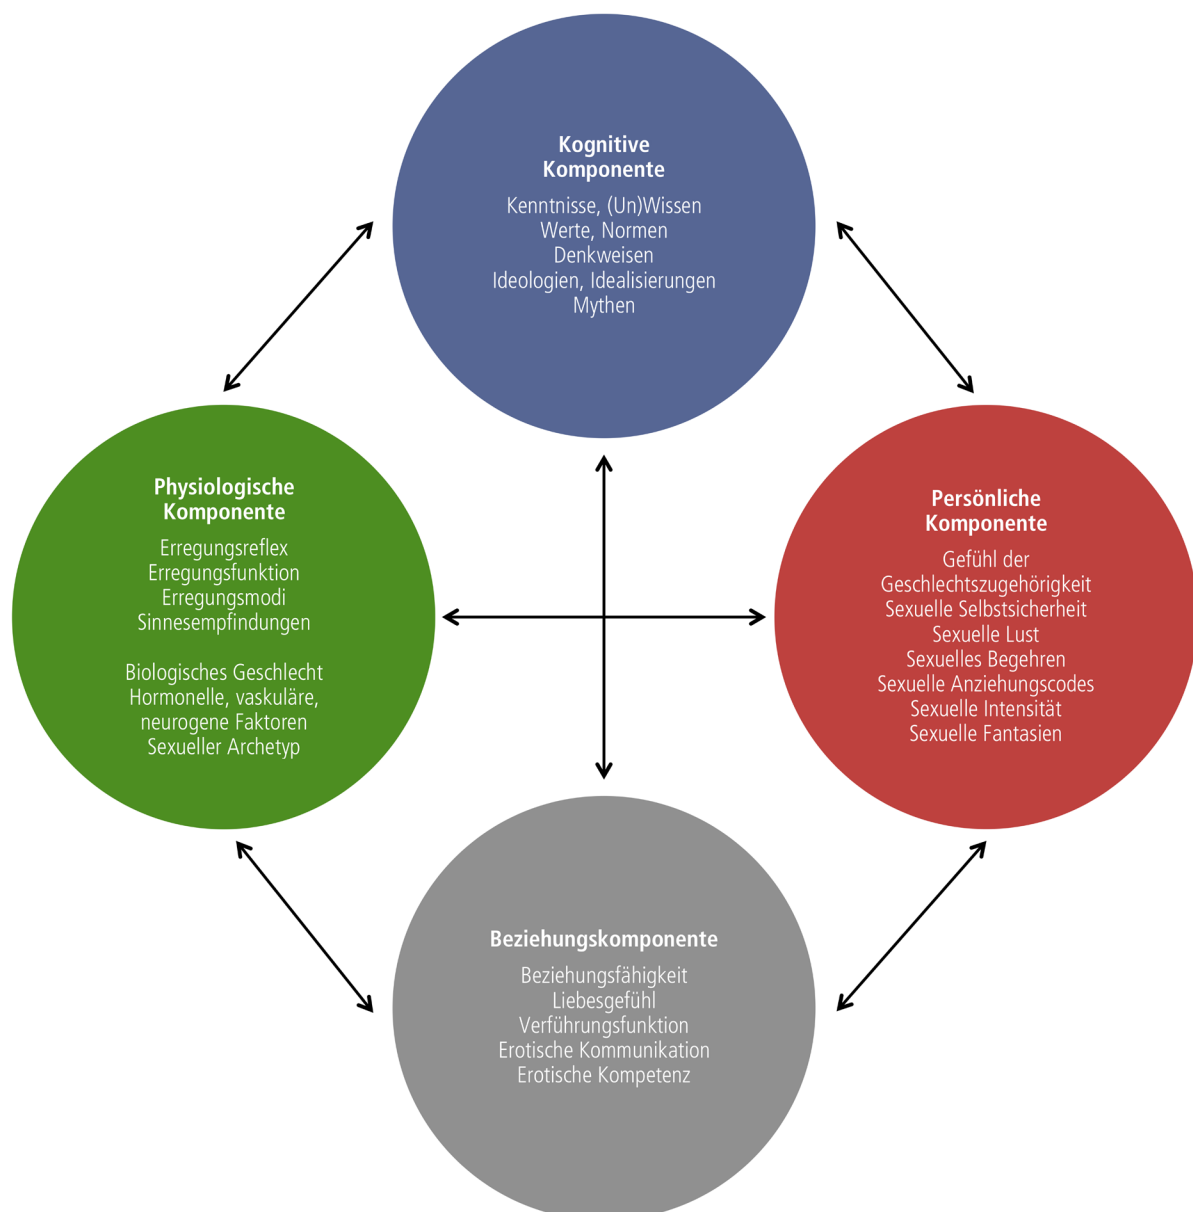 Kognitive
Komponente
Kenntnisse, (Un)Wissen
Werte, Normen
Denkweisen
Ideologien, Idealisierungen
Mythen
Physiologische
Komponente
Erregungsreflex
Erregungsfunktion
Erregungsmodi
Sinnesempfindungen
Biologisches Geschlecht
Hormonelle, vaskuläre,
neurogene Faktoren
Sexueller Archetyp
Persönliche
Komponente
Gefühl der
Geschlechtszugehörigkeit
Sexuelle Selbstsicherheit
Sexuelle Lust
Sexuelles Begehren
Sexuelle Anziehungscodes
Sexuelle Intensität
Sexuelle Fantasien
Beziehungskomponente
Beziehungsfähigkeit
Liebesgefühl
Verführungsfunktion
Erotische Kommunikation
Erotische Kompetenz